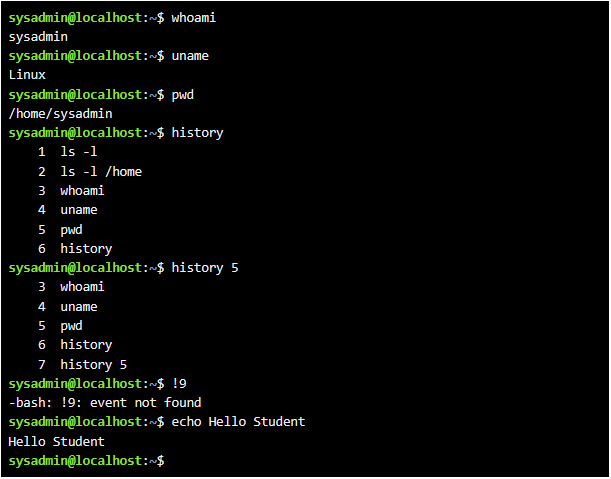 sysadmin@localhost:~$ whoami
sysadmin
sysadmin@localhost:~$ uname
Linux
sysadmin@localhost:~$ pwd
/home/sysadmin
sysadmin@localhost:~$ history
    1  ls -l
    2  ls -l /home
    3  whoami
    4  uname
    5  pwd
    6  history
sysadmin@localhost:~$ history 5
    3  whoami
    4  uname
    5  pwd
    6  history
    7  history 5
sysadmin@localhost:~$ !9
-bash: !9: event not found
sysadmin@localhost:~$ echo Hello Student
Hello Student
sysadmin@localhost:~$